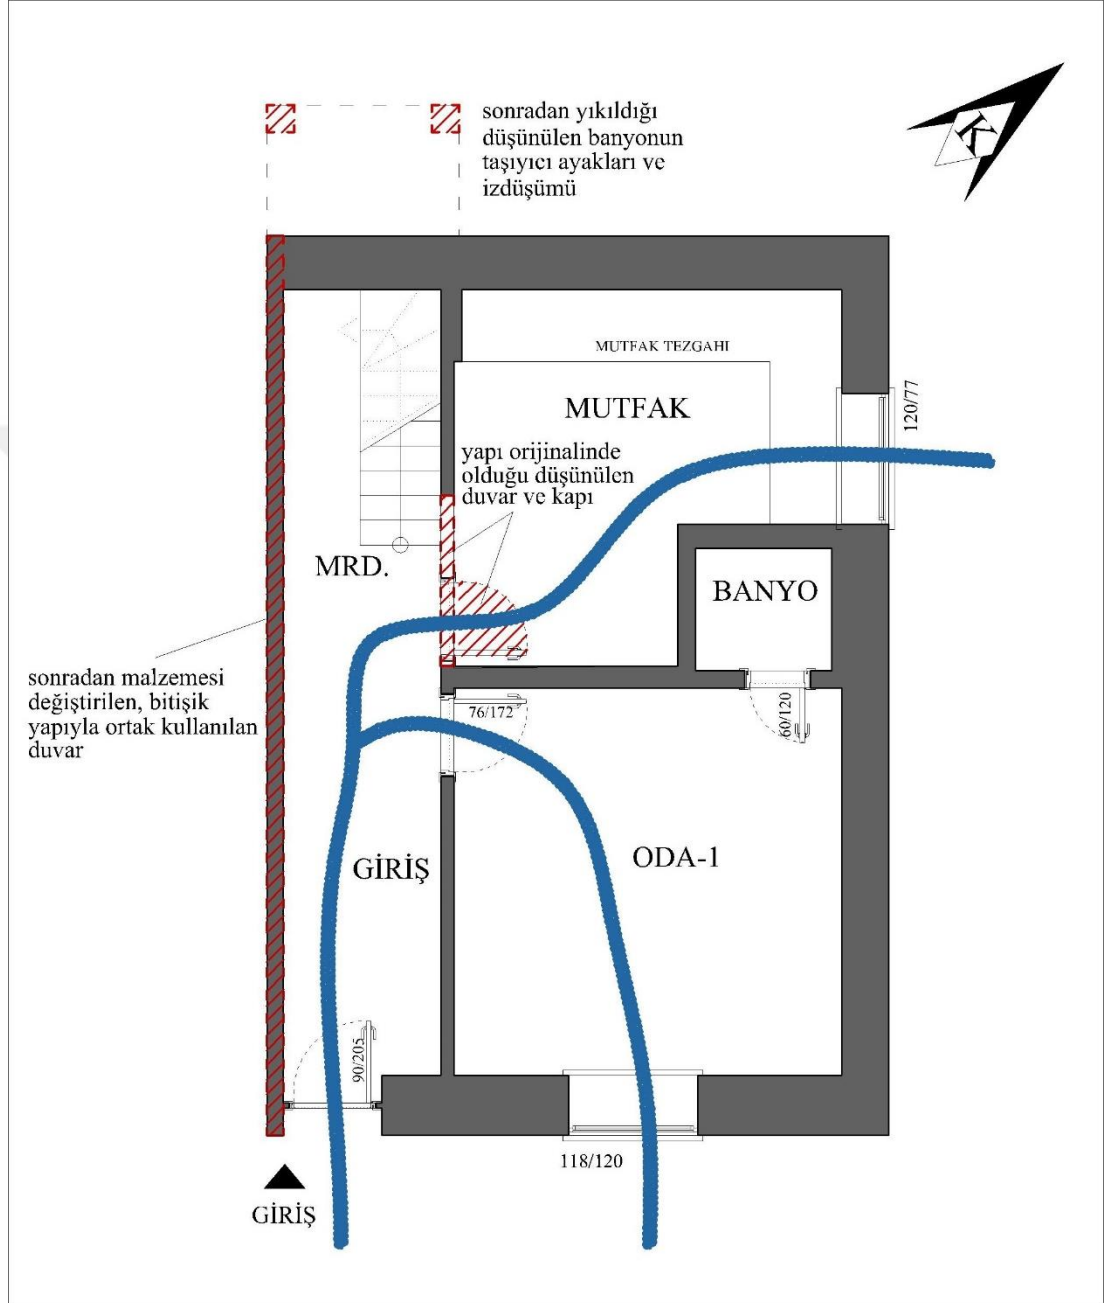 sonradan yıkıldığı
düşünülen banyonun
taşıyıcı ayakları ve
izdüşümü
K
MUTFAK TEZGAHI
120/77
MUTFAK
yapı orijinalinde
olduğu düşünülen
duvar ve kapı
MRD.
BANYO
sonradan malzemesi
değiştirilen, bitişik
yapıyla ortak kullanılan
duvar
76/172
60/120
GİRİŞ
ODA-1
90/205
118/120
GİRİŞ